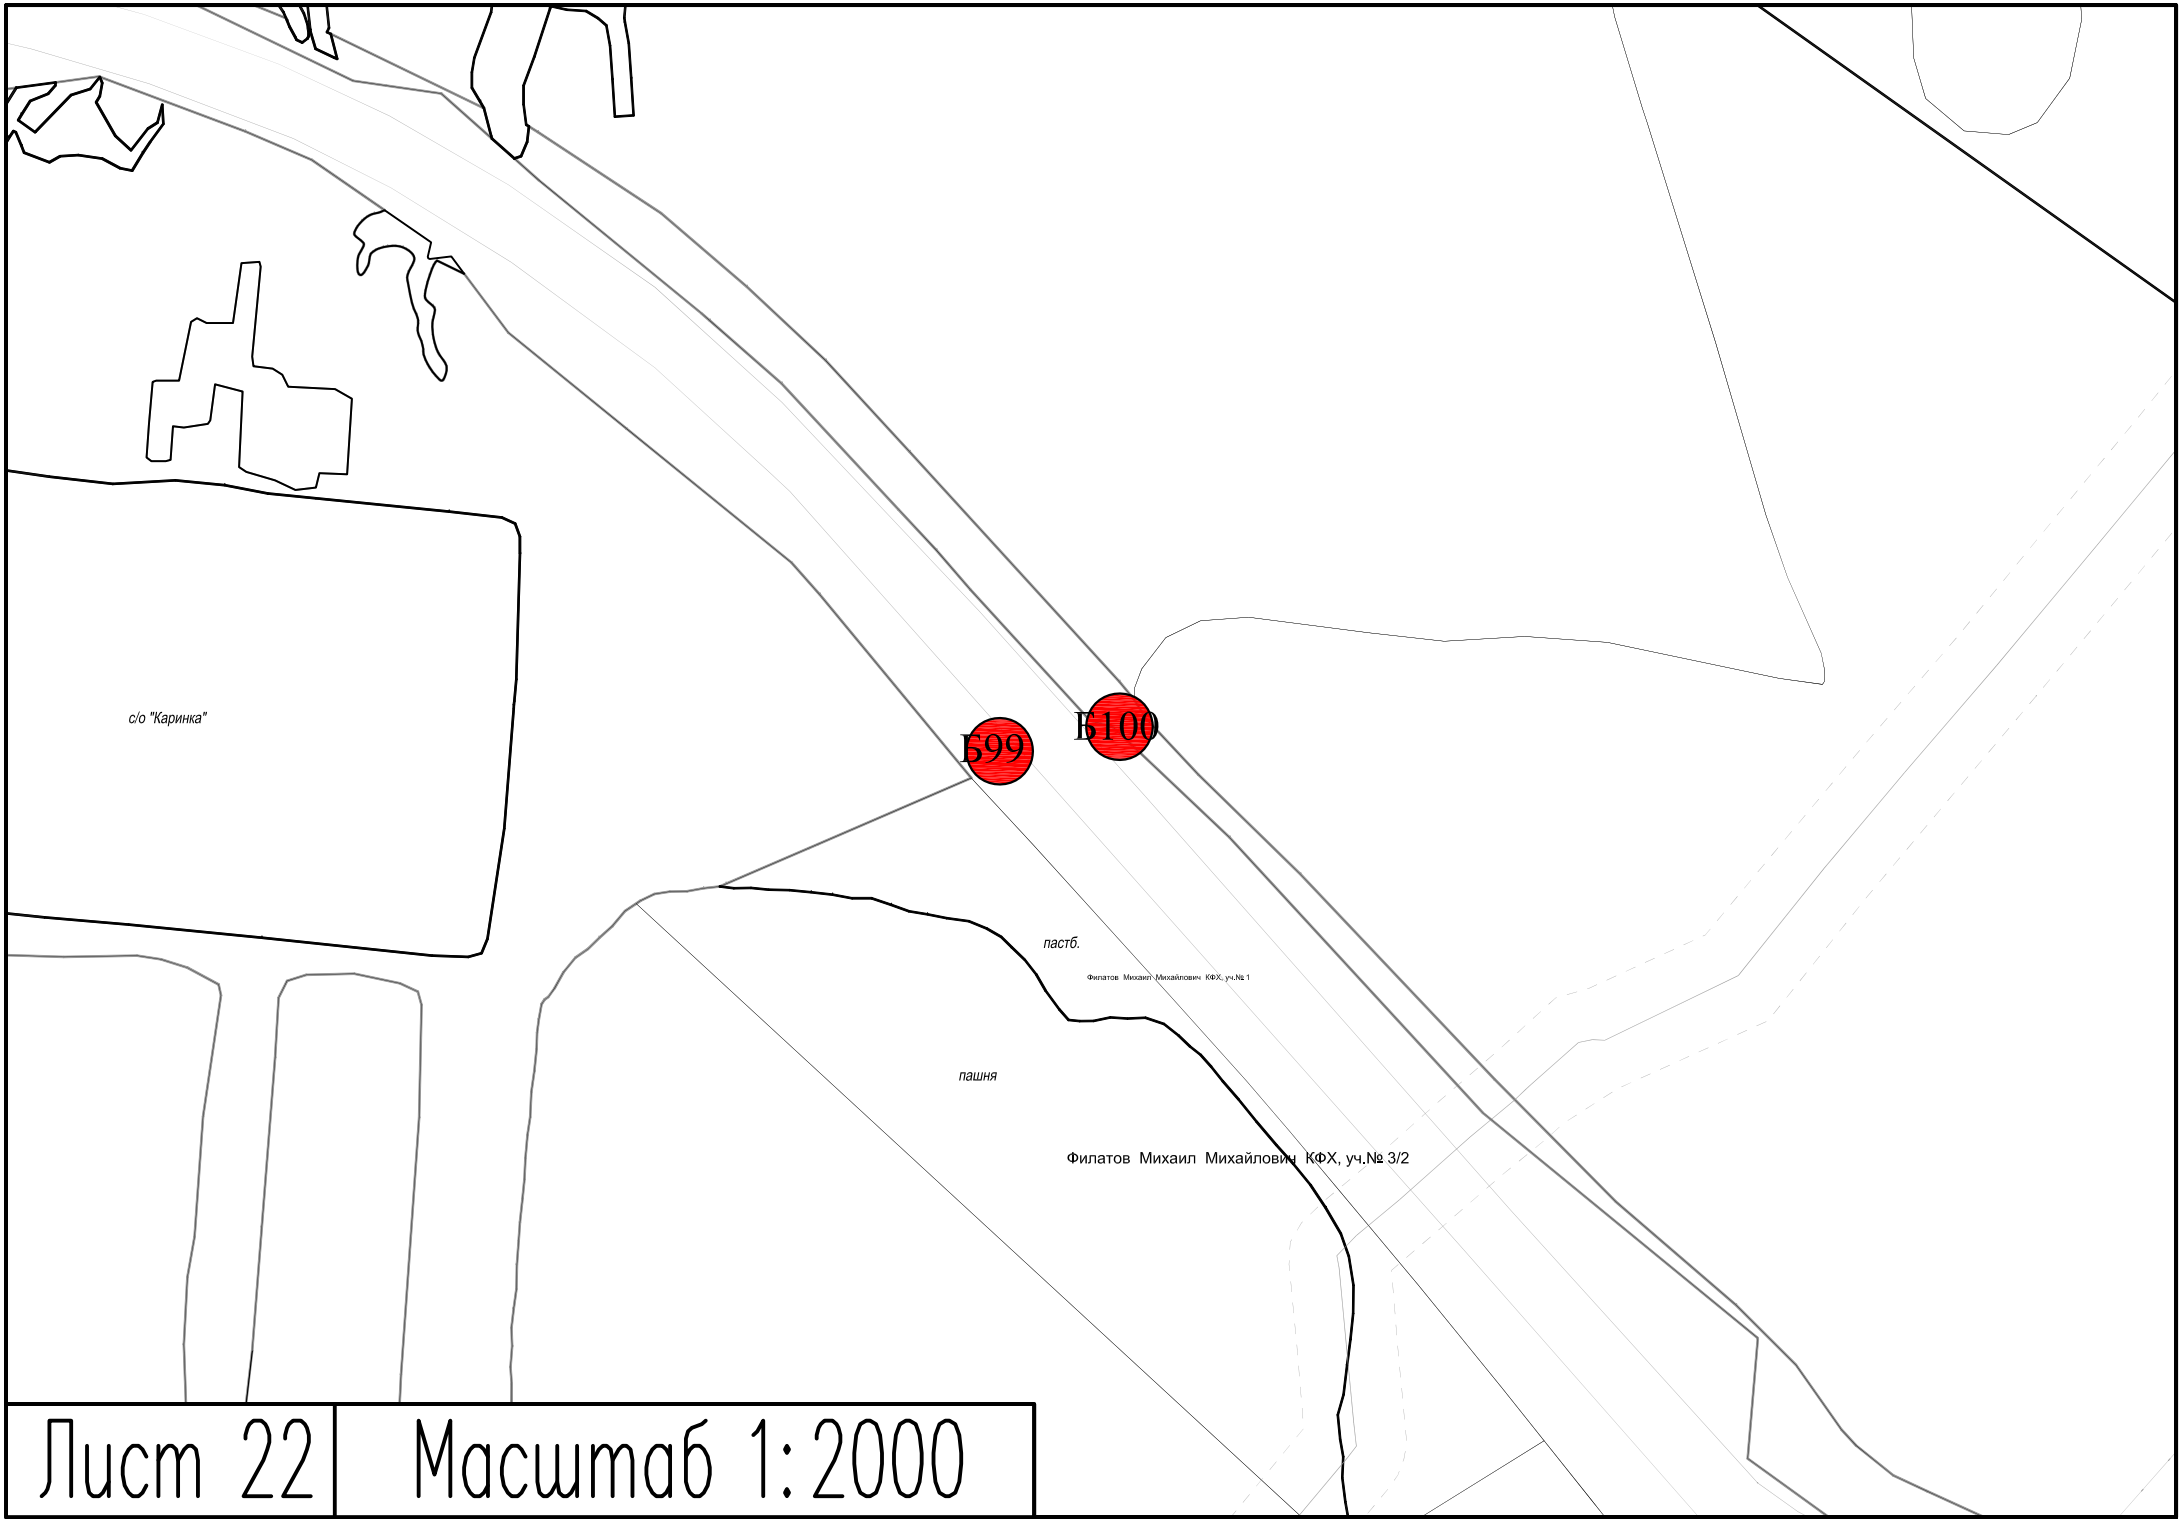 с/о "Каринка"
Б99
Б100
пастб.
Филатов Михаил Михайлович КФХ, уч.№ 1
пашня
Филатов Михаил Михайлович КФХ, уч.№ 3/2
Лист 22
Масштаб 1:2000